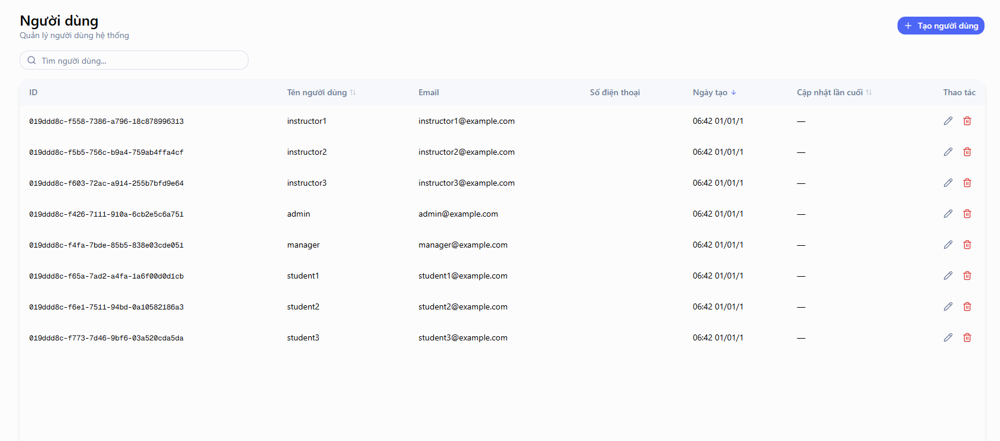 Người dùng
Quản lý người dùng hệ thống
Tạo người dùng
Tìm người dùng...
ID Tên người dùng Email Số điện thoại Ngày tạo Cập nhật lần cuối Thao tác
019ddd8c-f558-7386-a796-18c878996313 instructor1 instructor1@example.com 06:42 01/01/1 —
019ddd8c-f5b5-756c-b9a4-759ab4ffa4cf instructor2 instructor2@example.com 06:42 01/01/1 —
019ddd8c-f603-72ac-a914-255b7bfd9e64 instructor3 instructor3@example.com 06:42 01/01/1 —
019ddd8c-f426-7111-910a-6cb2e5c6a751 admin admin@example.com 06:42 01/01/1 —
019ddd8c-f4fa-7bde-85b5-838e03cde051 manager manager@example.com 06:42 01/01/1 —
019ddd8c-f65a-7ad2-a4fa-1a6f00d0d1cb student1 student1@example.com 06:42 01/01/1 —
019ddd8c-f6e1-7511-94bd-0a10582186a3 student2 student2@example.com 06:42 01/01/1 —
019ddd8c-f773-7d46-9bf6-03a520cda5da student3 student3@example.com 06:42 01/01/1 —